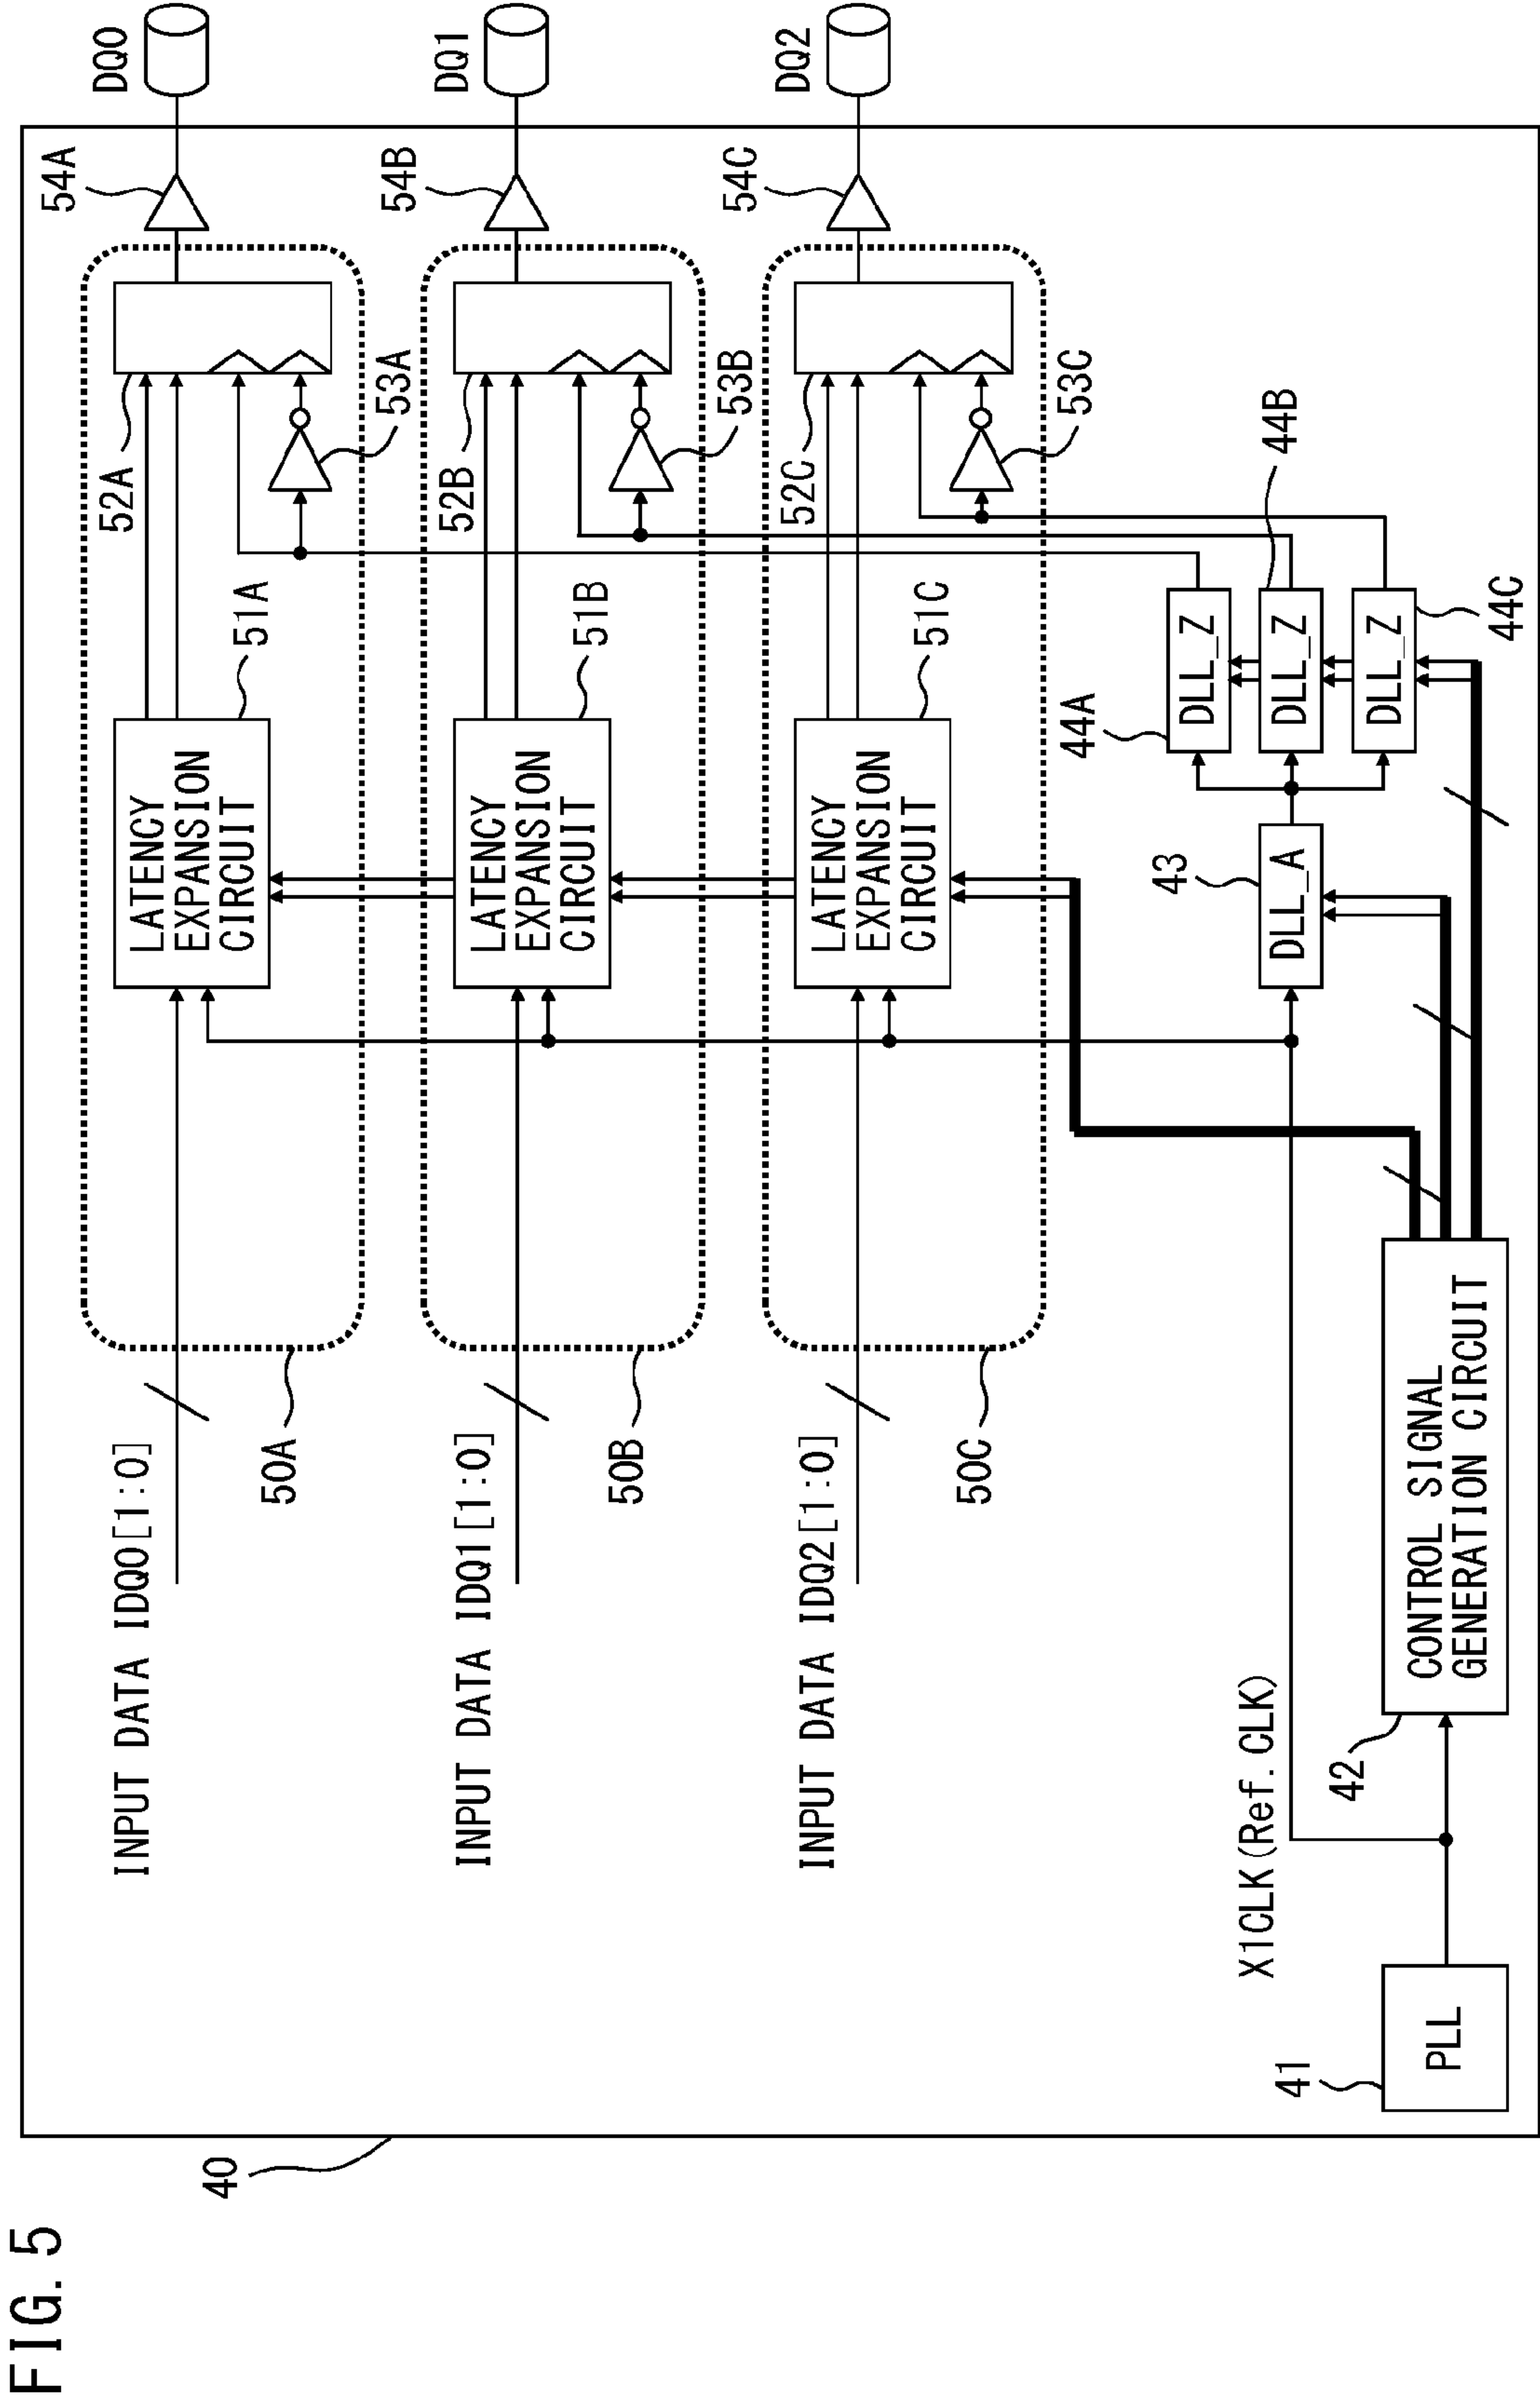 FIG. 5
40
DQ0
54A
52A
53A
51A
LATENCY
EXPANSION
CIRCUIT
INPUT DATA IDQ0[1:0]
50A
DQ1
54B
52B
53B
51B
LATENCY
EXPANSION
CIRCUIT
INPUT DATA IDQ1[1:0]
50B
DQ2
54C
52C
53C
51C
LATENCY
EXPANSION
CIRCUIT
INPUT DATA IDQ2[1:0]
50C
X1CLK(Ref.CLK)
43
DLL_A
44A
DLL_Z
44B
DLL_Z
44C
DLL_Z
41
PLL
42
CONTROL SIGNAL
GENERATION CIRCUIT